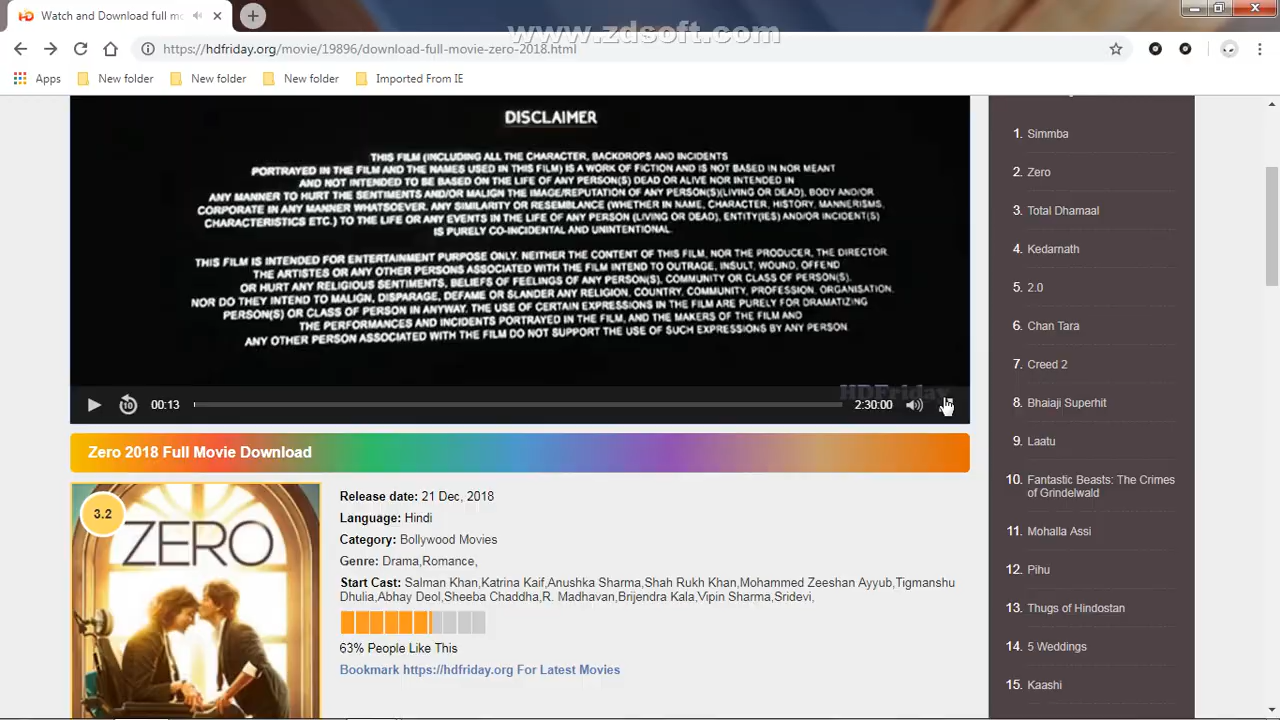 Watch and Download full mo
www.zdsoft.com
https://hdfriday.org/movie/19896/download-full-movie-zero-2018.html
Apps
New folder
New folder
New folder
Imported From IE
DISCLAIMER
THIS FILM (INCLUDING ALL THE CHARACTER, BACKDROPS AND INCIDENTS
PORTRAYED IN THE FILM AND THE NAMES USED IN THIS FILM) IS A WORK OF FICTION AND IS NOT BASED IN NOR MEANT
AND NOT INTENDED TO BE BASED ON THE LIFE OF ANY PERSON(S) DEAD OR ALIVE NOR INTENDED IN
ANY MANNER TO HURT THE SENTIMENTS AND/OR MALIGN THE IMAGE/REPUTATION OF ANY PERSON(S)(LIVING OR DEAD), BODY AND/OR
CORPORATE IN ANY MANNER WHATSOEVER. ANY SIMILARITY OR RESEMBLANCE (WHETHER IN NAME, CHARACTER, HISTORY, MANNERISMS,
CHARACTERISTICS ETC.) TO THE LIFE OR ANY EVENTS IN THE LIFE OF ANY PERSON (LIVING OR DEAD), ENTITY(IES) AND/OR INCIDENT(S)
IS PURELY CO-INCIDENTAL AND UNINTENTIONAL.
THIS FILM IS INTENDED FOR ENTERTAINMENT PURPOSE ONLY. NEITHER THE CONTENT OF THIS FILM, NOR THE PRODUCER, THE DIRECTOR
THE ARTISTES OR ANY OTHER PERSONS ASSOCIATED WITH THE FILM INTEND TO OUTRAGE, INSULT, WOUND, OFFEND
OR HURT ANY RELIGIOUS SENTIMENTS, BELIEFS OF FEELINGS OF ANY PERSON(S), COMMUNITY OR CLASS OF PERSON(S),
NOR DO THEY INTEND TO MALIGN, DISPARAGE, DEFAME OR SLANDER ANY RELIGION, COUNTRY, COMMUNITY, PROFESSION, ORGANISATION.
PERSON(S) OR CLASS OF PERSON IN ANYWAY. THE USE OF CERTAIN EXPRESSIONS IN THE FILM ARE PURELY FOR DRAMATIZING
THE PERFORMANCES AND INCIDENTS PORTRAYED IN THE FILM, AND THE MAKERS OF THE FILM AND
ANY OTHER PERSON ASSOCIATED WITH THE FILM DO NOT SUPPORT THE USE OF SUCH EXPRESSIONS BY ANY PERSON.
HDFriday
10
00:13
2:30:00
Zero 2018 Full Movie Download
3.2
ZERO
Release date: 21 Dec, 2018
Language: Hindi
Category: Bollywood Movies
Genre: Drama,Romance,
Start Cast: Salman Khan,Katrina Kaif,Anushka Sharma,Shah Rukh Khan,Mohammed Zeeshan Ayyub,Tigmanshu
Dhulia,Abhay Deol,Sheeba Chaddha,R. Madhavan,Brijendra Kala,Vipin Sharma,Sridevi,
63% People Like This
Bookmark https://hdfriday.org For Latest Movies
1. Simmba
2. Zero
3. Total Dhamaal
4. Kedarnath
5. 2.0
6. Chan Tara
7. Creed 2
8. Bhaiaji Superhit
9. Laatu
10. Fantastic Beasts: The Crimes
of Grindelwald
11. Mohalla Assi
12. Pihu
13. Thugs of Hindostan
14. 5 Weddings
15. Kaashi